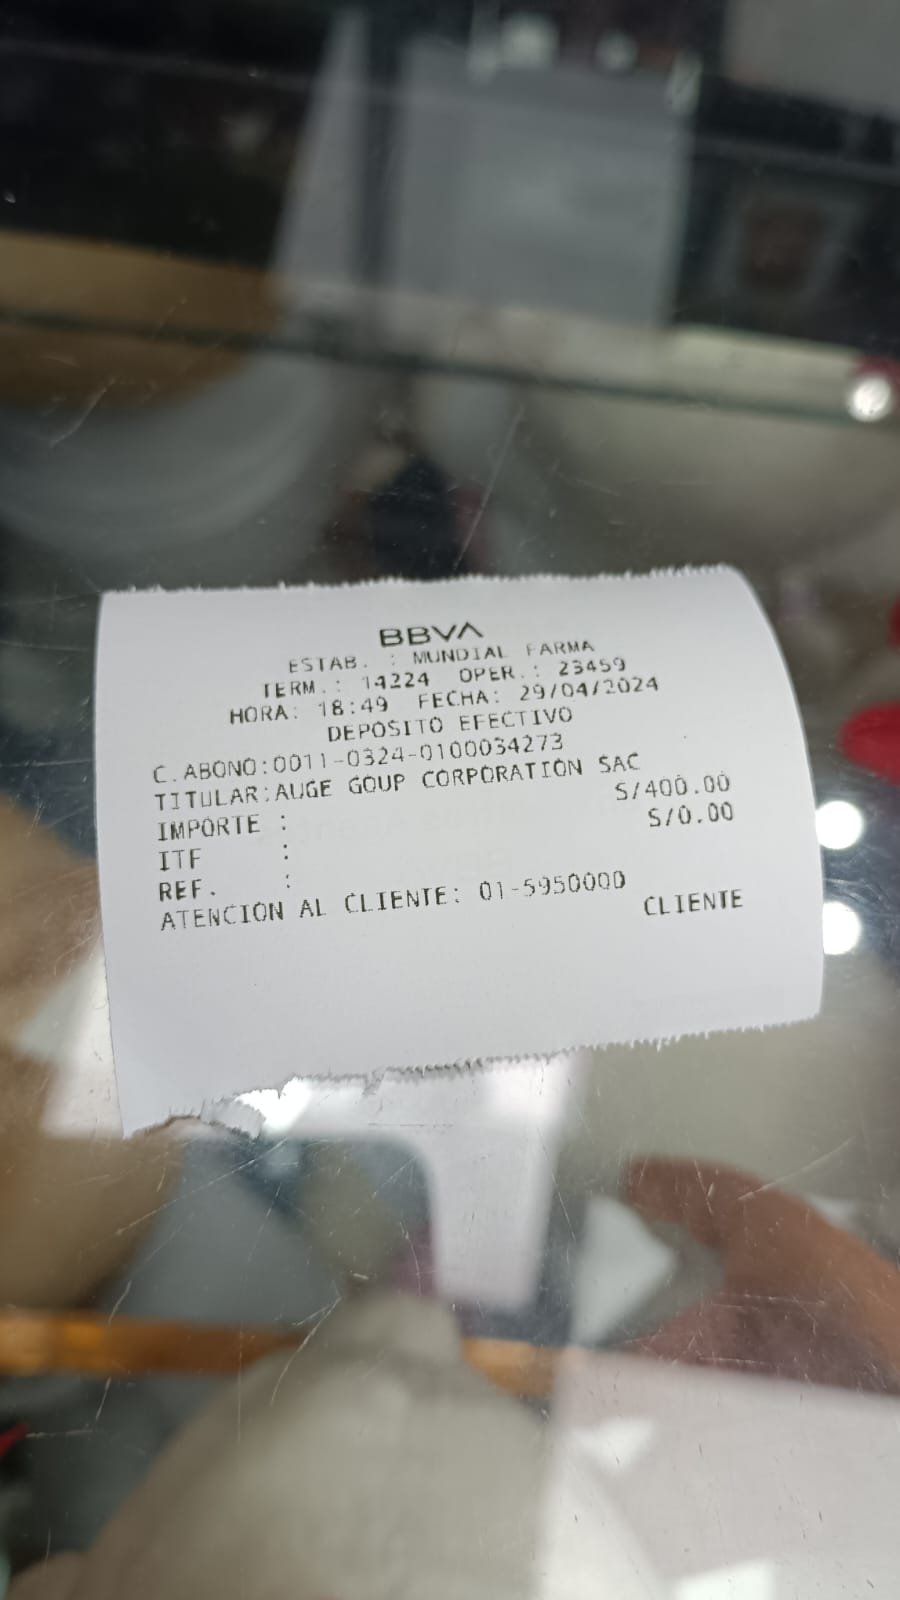 BBVA
ESTAB. : MUNDIAL FARMA
TERM.: 14224 OPER.: 23459
HORA: 18:49 FECHA: 29/04/2024
DEPOSITO EFECTIVO
C.ABONO:0011-0324-0100034273
TITULAR:AUGE GOUP CORPORATION SAC
IMPORTE : S/400.00
ITF : S/0.00
REF. :
ATENCION AL CLIENTE: 01-5950000
CLIENTE